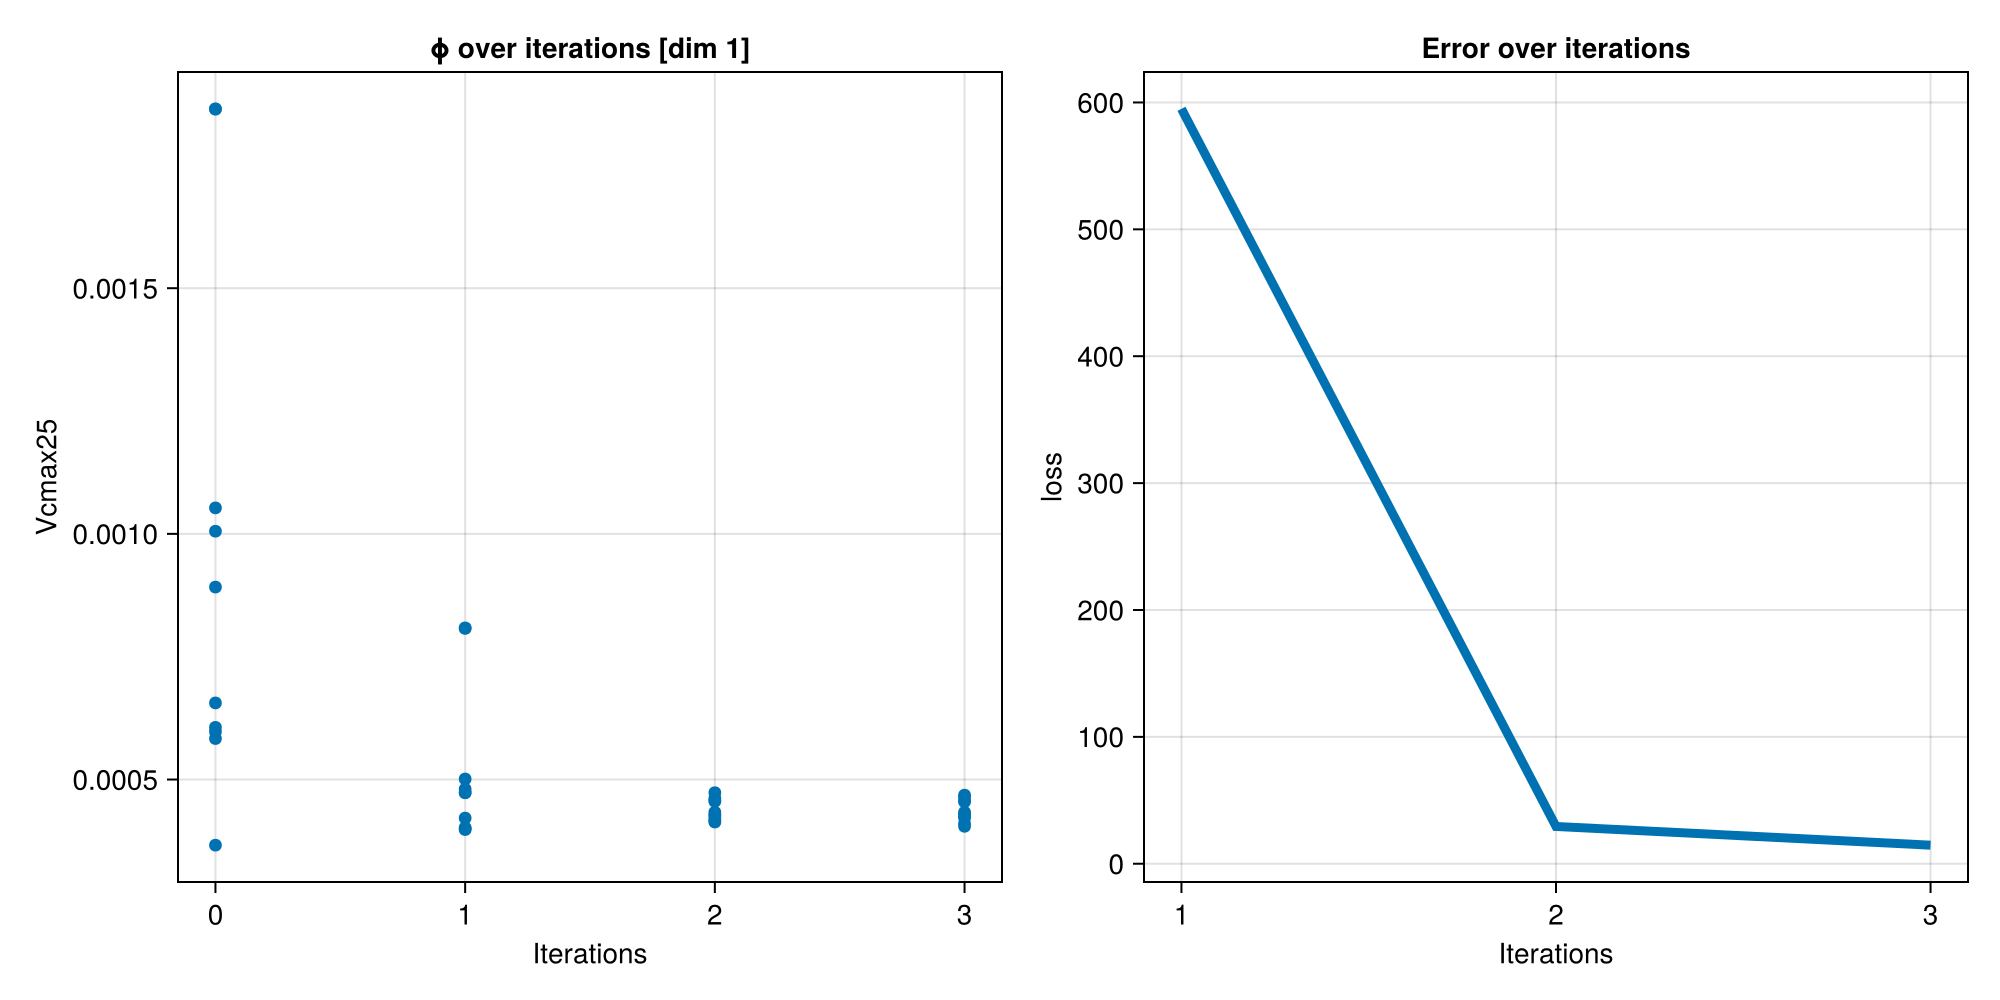 ϕ over iterations [dim 1]
Vcmax25
0.0015
0.0010
0.0005
0
1
2
3
Iterations
Error over iterations
loss
600
500
400
300
200
100
0
1
2
3
Iterations